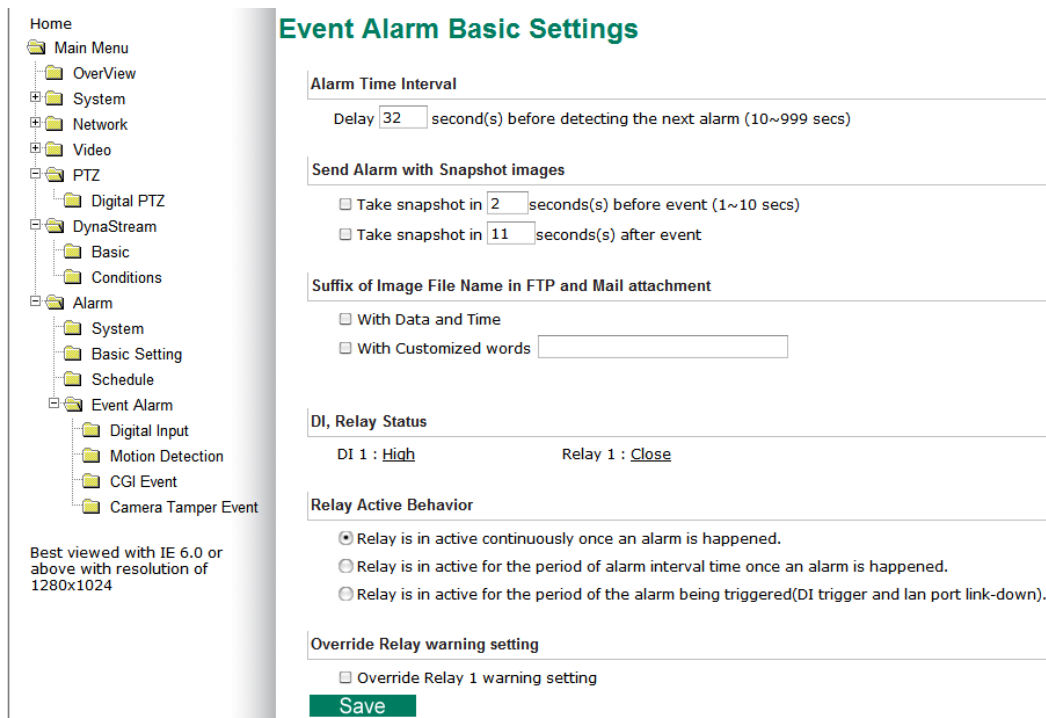 Home
Main Menu
OverView
System
Network
Video
PTZ
Digital PTZ
DynaStream
Basic
Conditions
Alarm
System
Basic Setting
Schedule
Event Alarm
Digital Input
Motion Detection
CGI Event
Camera Tamper Event
Best viewed with IE 6.0 or
above with resolution of
1280x1024
Event Alarm Basic Settings
Alarm Time Interval
Delay 32 second(s) before detecting the next alarm (10~999 secs)
Send Alarm with Snapshot images
Take snapshot in 2 seconds(s) before event (1~10 secs)
Take snapshot in 11 seconds(s) after event
Suffix of Image File Name in FTP and Mail attachment
With Data and Time
With Customized words
DI, Relay Status
DI 1 : High Relay 1 : Close
Relay Active Behavior
Relay is in active continuously once an alarm is happened.
Relay is in active for the period of alarm interval time once an alarm is happened.
Relay is in active for the period of the alarm being triggered(DI trigger and lan port link-down).
Override Relay warning setting
Override Relay 1 warning setting
Save